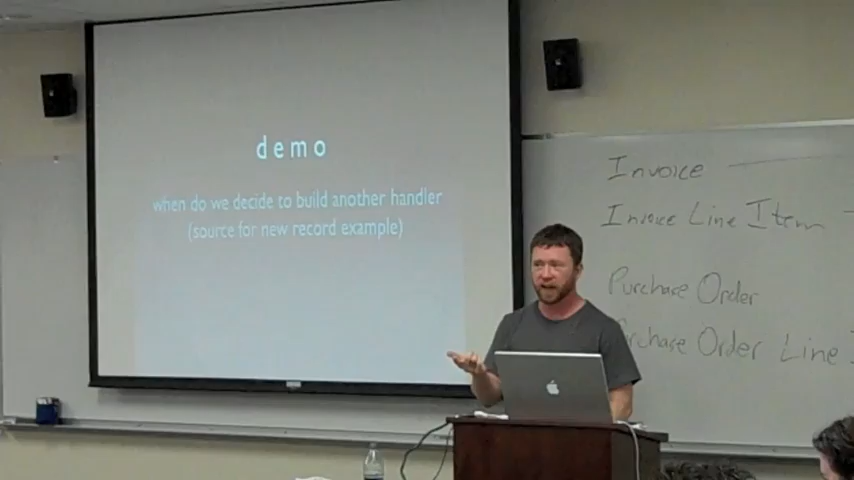 demo
when do we decide to build another handler
(source for new record example)
Invoice
Invoice Line Item
Purchase Order
Purchase Order Line